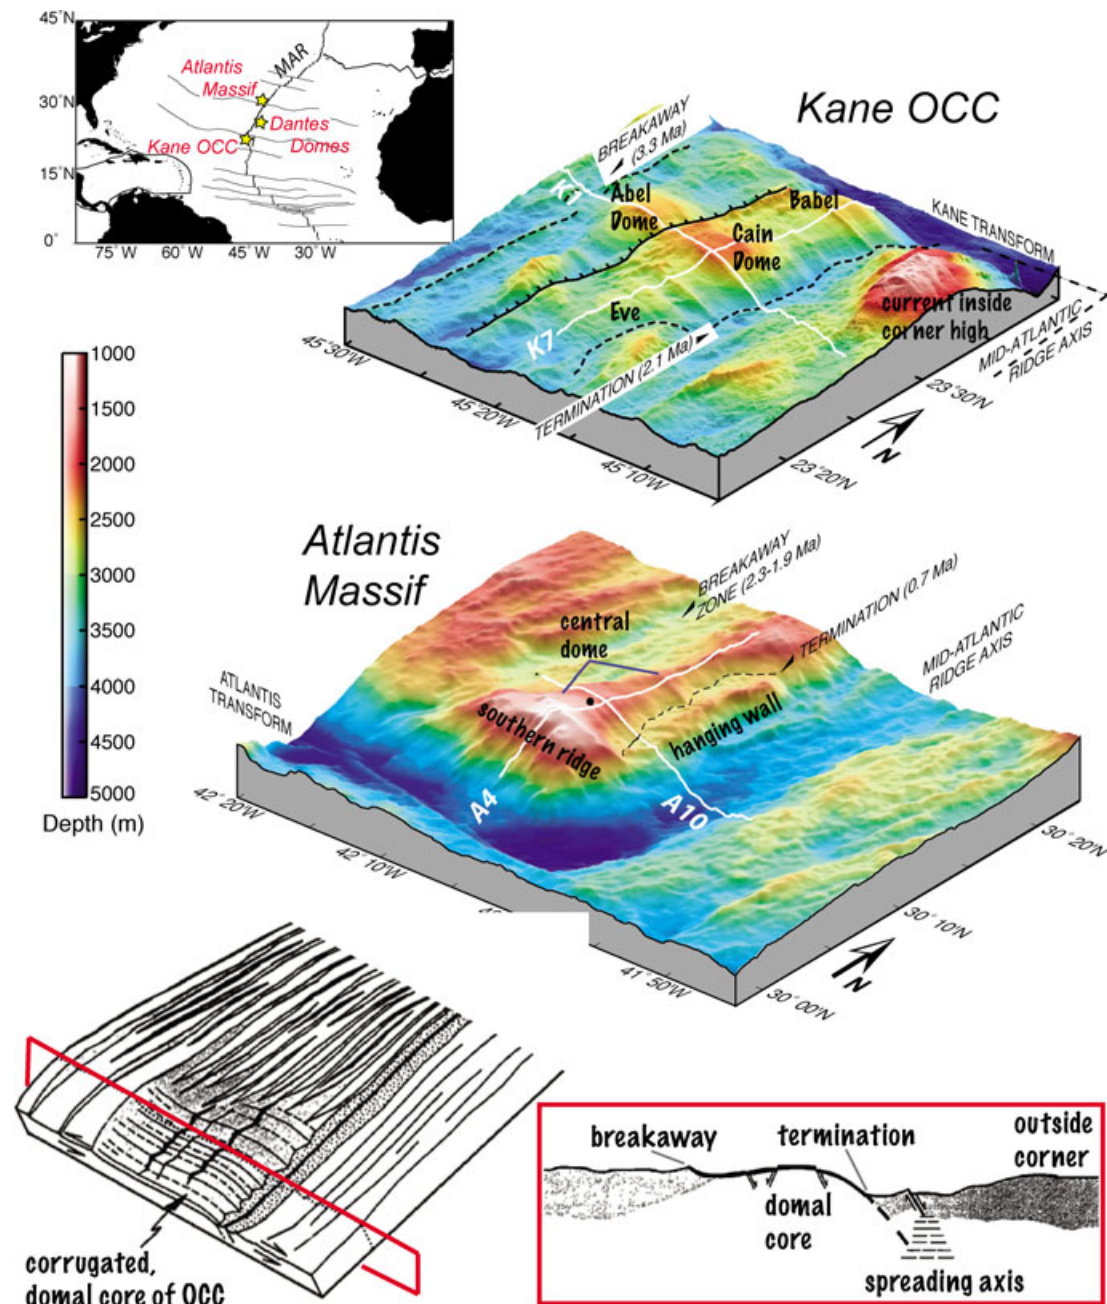 45°N
30°N
15°N
0°
75°W
60°W
45°W
30°W
MAR
Atlantis
Massif
Dantes
Domes
Kane OCC
Kane OCC
BREAKAWAY
(3.3 Ma)
Abel
Dome
Babel
Cain
Dome
KANE TRANSFORM
current inside
corner high
Eve
K7
TERMINATION (2.1 Ma)
MID-ATLANTIC
RIDGE AXIS
45°30'W
45°20'W
45°10'W
23°20'N
23°30'N
N
1000
1500
2000
2500
3000
3500
4000
4500
5000
Depth (m)
Atlantis
Massif
BREAKAWAY
ZONE (2.3-1.9 Ma)
TERMINATION (0.7 Ma)
MID-ATLANTIC
RIDGE AXIS
central
dome
ATLANTIS
TRANSFORM
southern ridge
hanging wall
A4
A10
42°20'W
42°10'W
41°50'W
30°00'N
30°10'N
30°20'N
N
corrugated,
domal core of OCC
breakaway
termination
outside
corner
domal
core
spreading axis